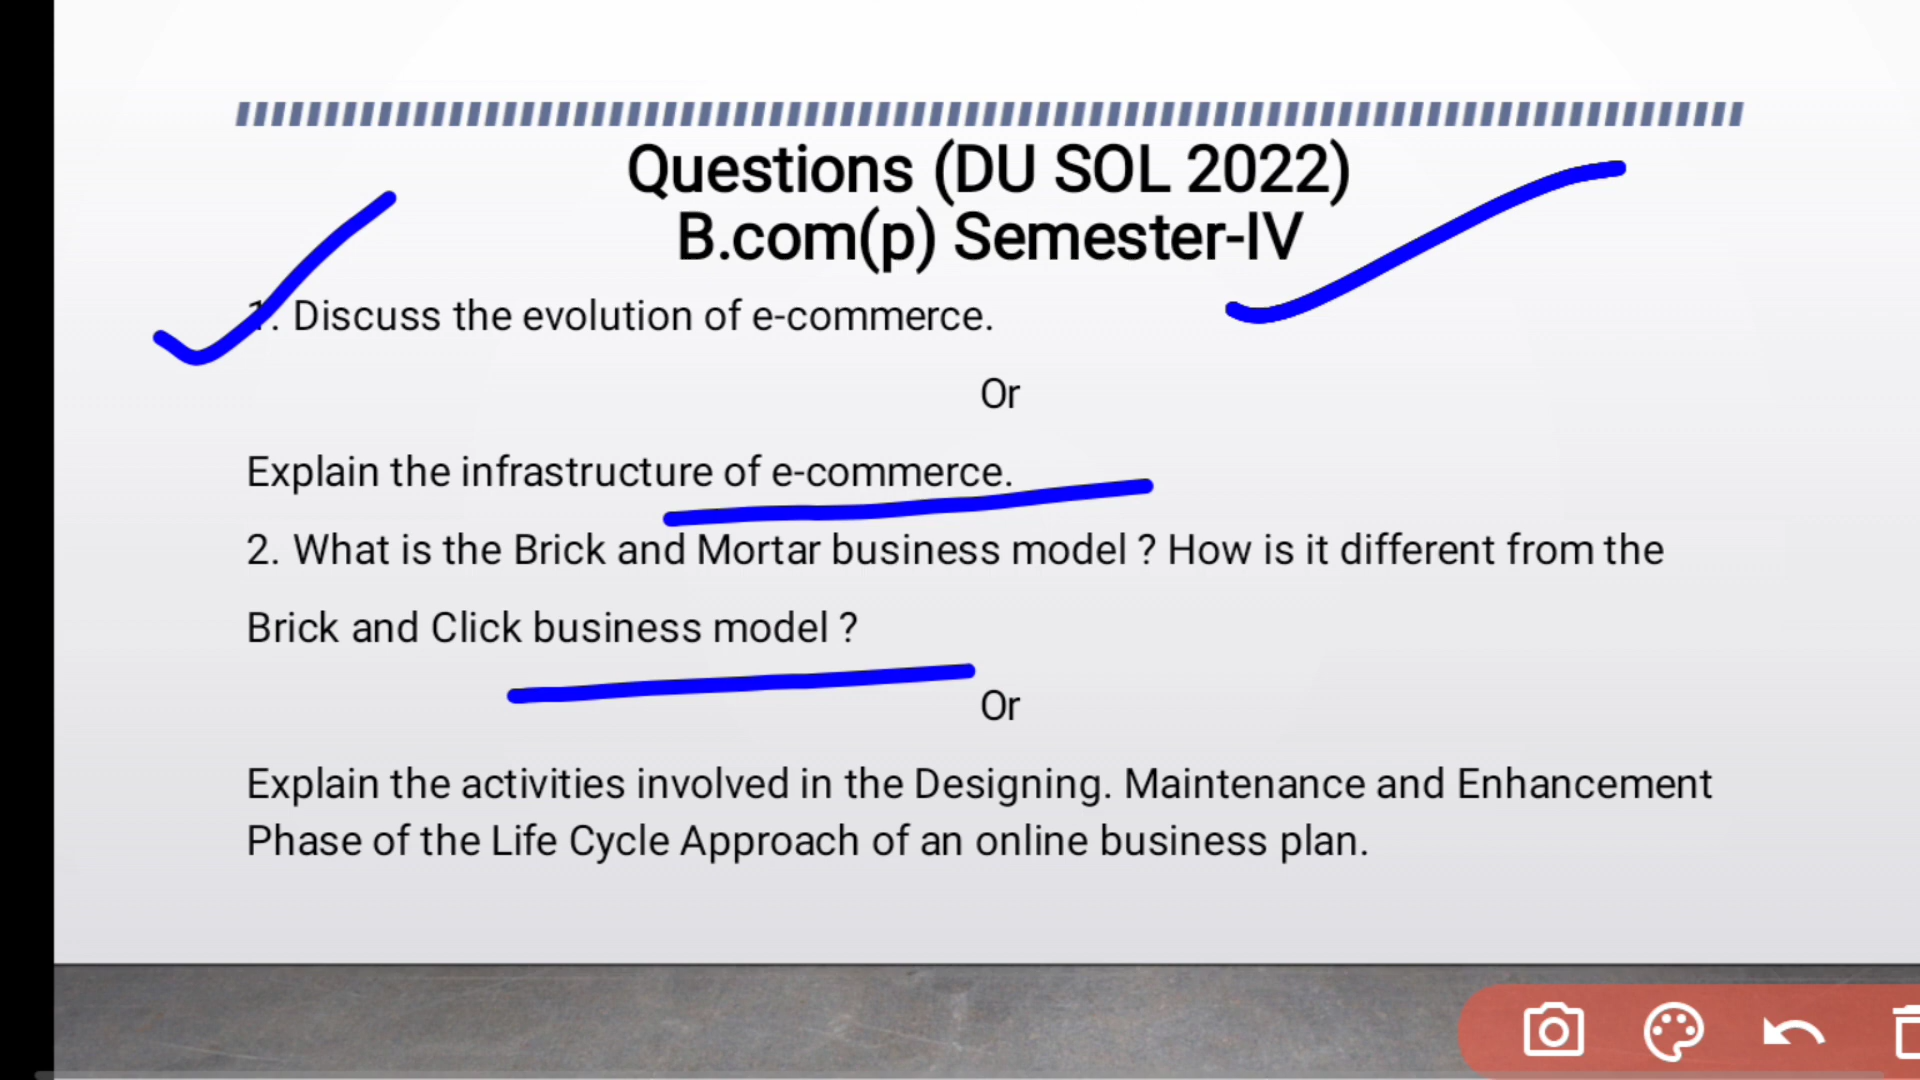 Questions (DU SOL 2022)
B.com(p) Semester-IV
1. Discuss the evolution of e-commerce.
Or
Explain the infrastructure of e-commerce.
2. What is the Brick and Mortar business model ? How is it different from the
Brick and Click business model ?
Or
Explain the activities involved in the Designing. Maintenance and Enhancement
Phase of the Life Cycle Approach of an online business plan.